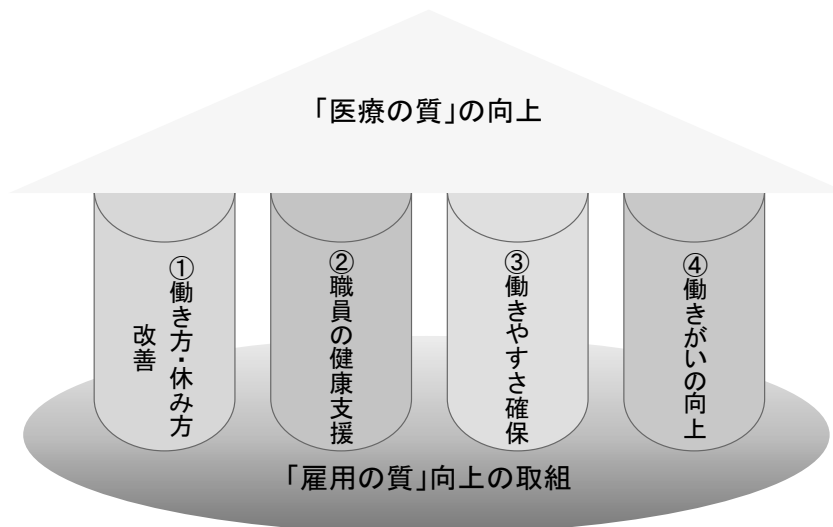 「医療の質」の向上
①働き方・休み方
改善
②職員の健康支援
③働きやすさ確保
④働きがいの向上
「雇用の質」向上の取組